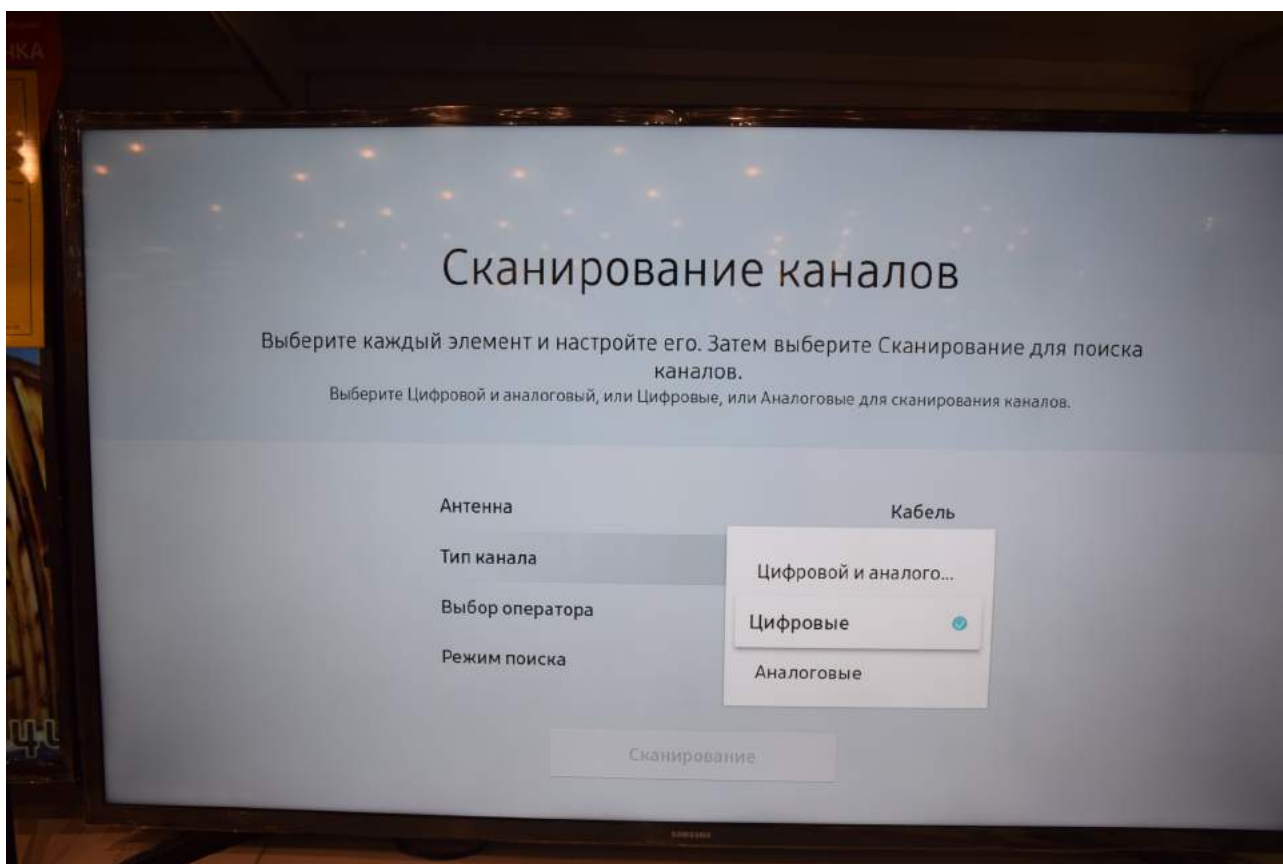 Сканирование каналов
Выберите каждый элемент и настройте его. Затем выберите Сканирование для поиска
каналов.
Выберите Цифровой и аналоговый, или Цифровые, или Аналоговые для сканирования каналов.
Антенна
Кабель
Тип канала
Цифровой и аналого...
Выбор оператора
Цифровые
Режим поиска
Аналоговые
Сканирование
SAMSUNG